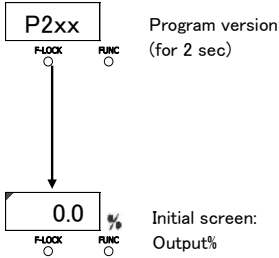 P2xx
Program version
(for 2 sec)
F-LOCK FUNC
0.0 %
Initial screen:
Output%
F-LOCK FUNC